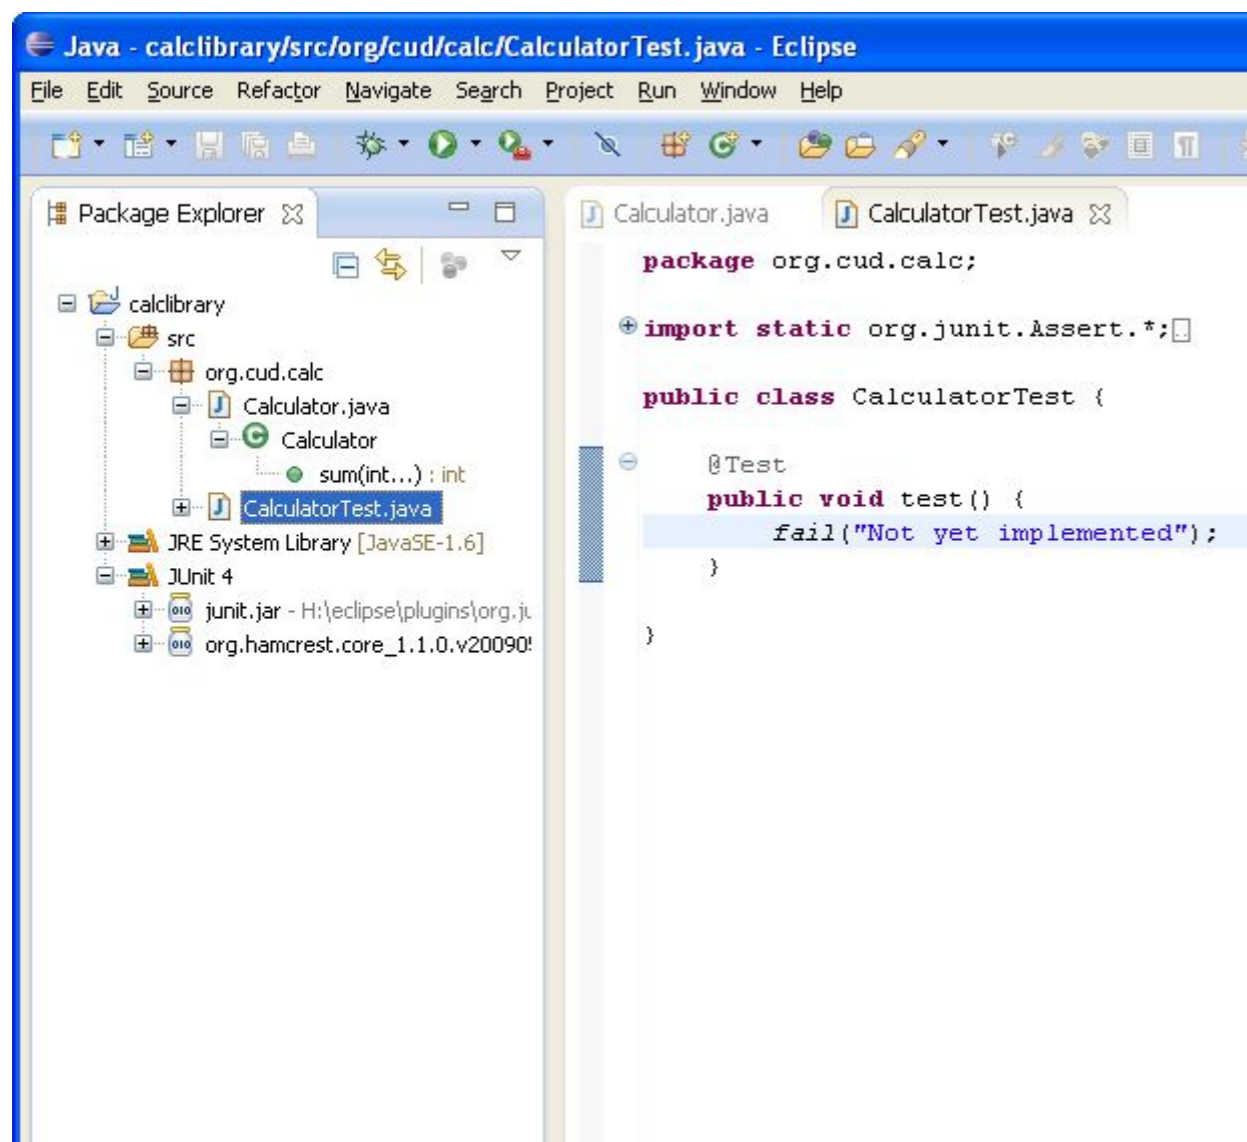 Java - calclibrary/src/org/cud/calc/CalculatorTest.java - Eclipse
File Edit Source Refactor Navigate Search Project Run Window Help
Package Explorer
calclibrary
src
org.cud.calc
Calculator.java
Calculator
sum(int...) : int
CalculatorTest.java
JRE System Library [JavaSE-1.6]
JUnit 4
junit.jar - H:\eclipse\plugins\org.ju
org.hamcrest.core_1.1.0.v20090
Calculator.java CalculatorTest.java
package org.cud.calc;
import static org.junit.Assert.*;
public class CalculatorTest {
@Test
public void test() {
fail("Not yet implemented");
}
}